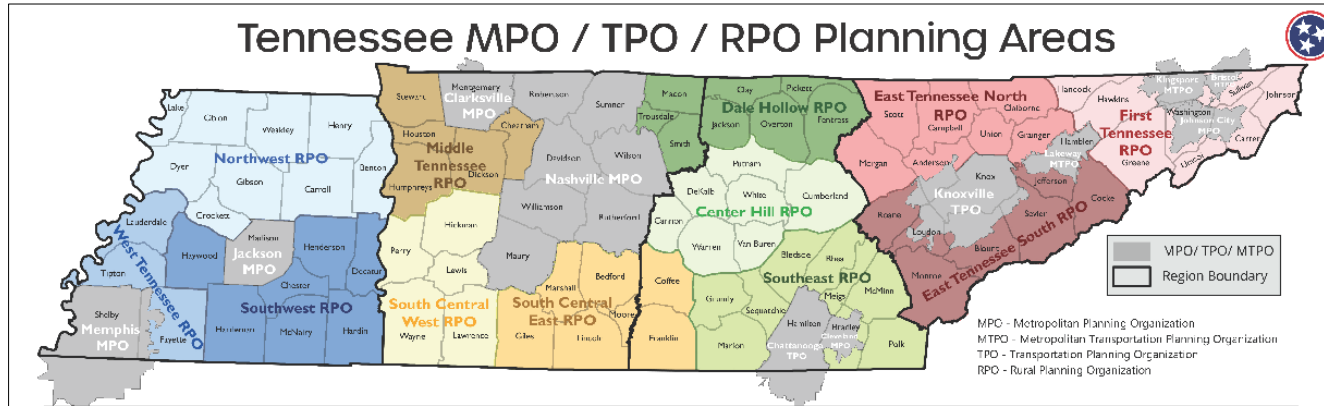 Tennessee MPO / TPO / RPO Planning Areas
Lake
Obion
Weakley
Henry
Dyer
Northwest RPO
Benton
Gibson
Carroll
Crockett
Lauderdale
Tipton
West Tennessee RPO
Haywood
Madison
Jackson
MPO
Henderson
Decatur
Chester
Southwest RPO
Hardeman
McNairy
Hardin
Shelby
Memphis
MPO
Fayette
Stewart
Montgomery
Clarksville
MPO
Robertson
Sumner
Houston
Cheatham
Middle
Tennessee
RPO
Dickson
Humphreys
Davidson
Wilson
Nashville MPO
Williamson
Rutherford
Maury
Hickman
Perry
Lewis
South Central
West RPO
Wayne
Lawrence
Marshall
Bedford
South Central
East RPO
Moore
Giles
Lincoln
Coffee
Franklin
Macon
Trousdale
Smith
Clay
Pickett
Dale Hollow RPO
Jackson
Overton
Fentress
Putnam
DeKalb
White
Cumberland
Center Hill RPO
Cannon
Warren
Van Buren
Bledsoe
Rhea
Southeast RPO
Meigs
McMinn
Grundy
Sequatchie
Hamilton
Bradley
Cleveland
MPO
Chattanooga
TPO
Marion
Polk
East Tennessee North
RPO
Scott
Campbell
Claiborne
Union
Grainger
Morgan
Anderson
Hamblen
Lakeway
MTPO
Knox
Knoxville
TPO
Jefferson
Cocke
Sevier
Roane
Loudon
Blount
Monroe
East Tennessee South RPO
Hancock
Hawkins
Kingsport
MTPO
Bristol
MTPO
Sullivan
Johnson
Washington
Johnson City
MPO
First
Tennessee
RPO
Carter
Greene
Unicoi
MPO/ TPO/ MTPO
Region Boundary
MPO - Metropolitan Planning Organization
MTPO - Metropolitan Transportation Planning Organization
TPO - Transportation Planning Organization
RPO - Rural Planning Organization